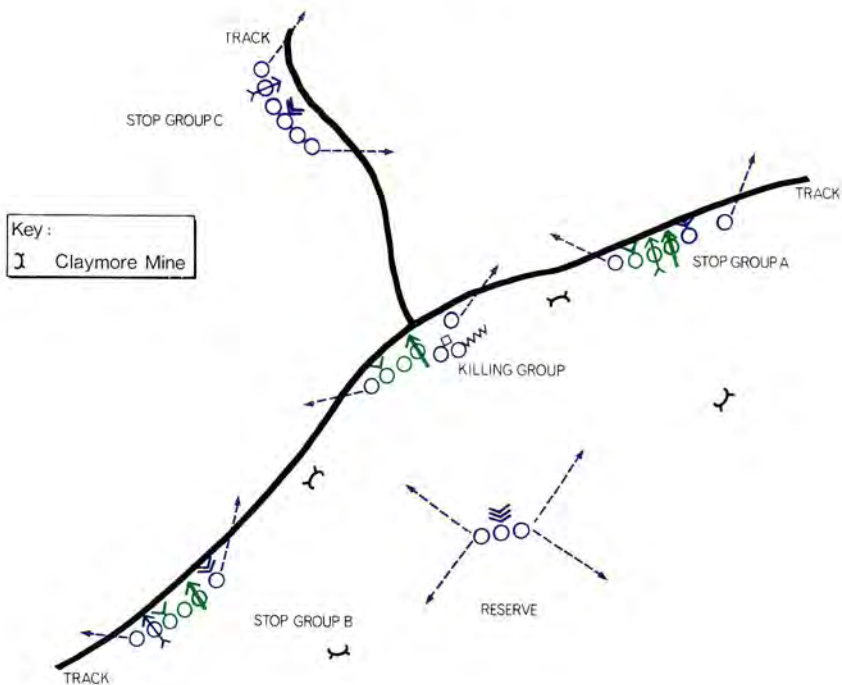 TRACK
STOP GROUP C
TRACK
Key :
Claymore Mine
STOP GROUP A
KILLING GROUP
RESERVE
STOP GROUP B
TRACK